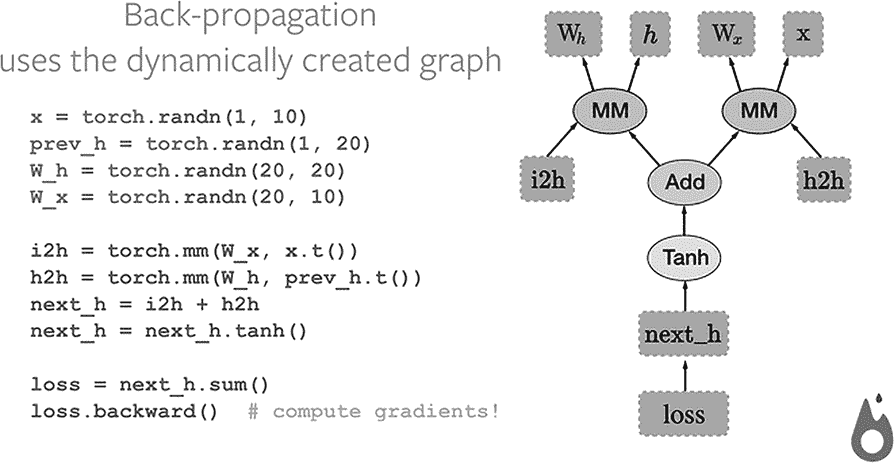 Back-propagation
uses the dynamically created graph
x = torch.randn(1, 10)
prev_h = torch.randn(1, 20)
W_h = torch.randn(20, 20)
W_x = torch.randn(20, 10)
i2h = torch.mm(W_x, x.t())
h2h = torch.mm(W_h, prev_h.t())
next_h = i2h + h2h
next_h = next_h.tanh()
loss = next_h.sum()
loss.backward()  # compute gradients!
W_h h W_x x
MM MM
i2h Add h2h
Tanh
next_h
loss